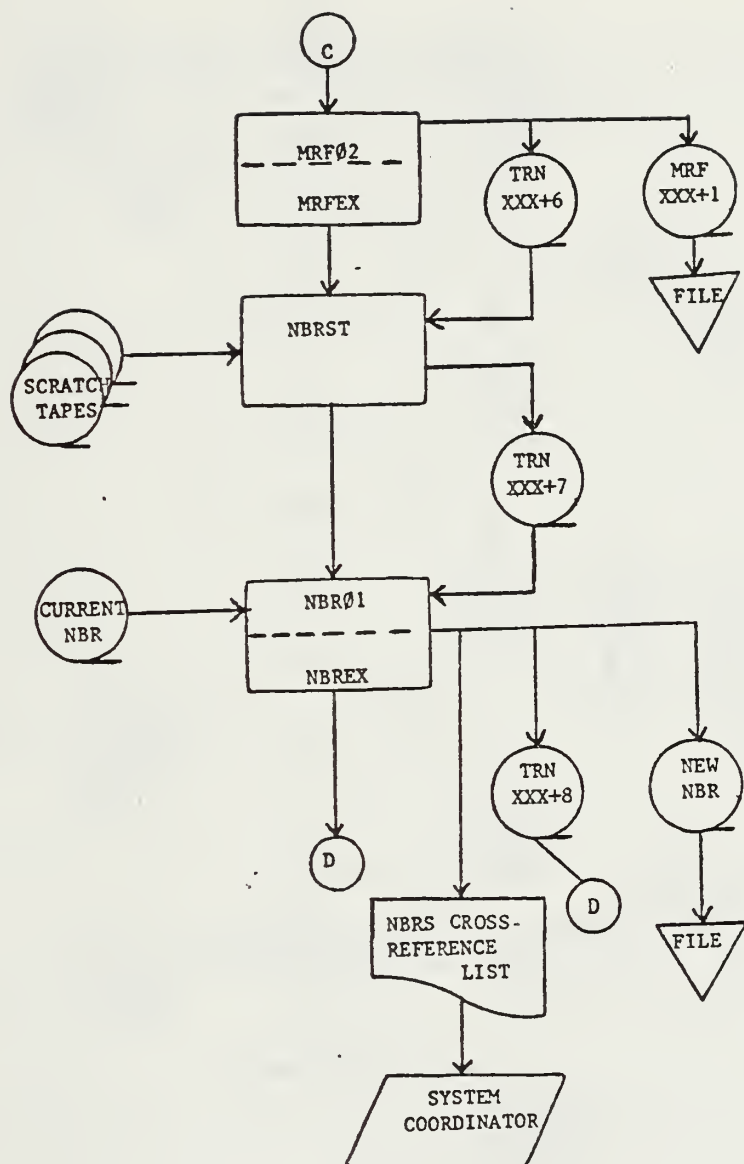 C
MRFØ2
MRFEX
TRN
XXX+6
MRF
XXX+1
FILE
NBRST
SCRATCH
TAPES
TRN
XXX+7
CURRENT
NBR
NBRØ1
NBREX
TRN
XXX+8
NEW
NBR
D
D
NBRS CROSS-
REFERENCE
LIST
FILE
SYSTEM
COORDINATOR